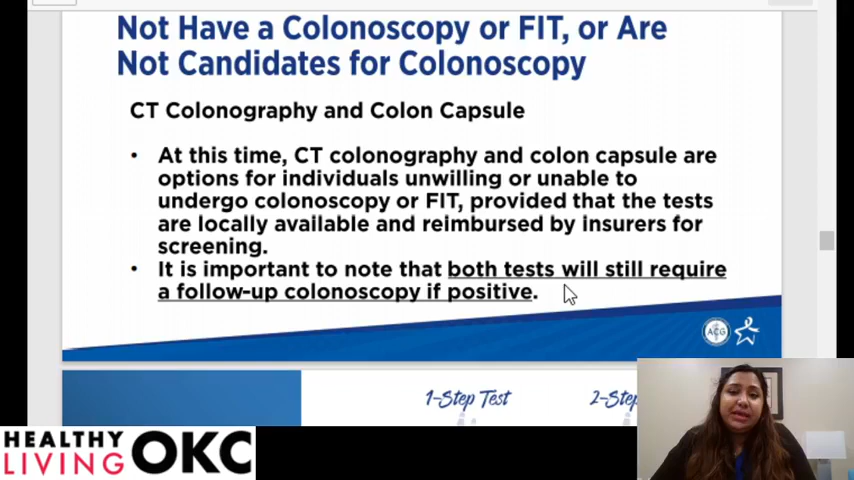 Not Have a Colonoscopy or FIT, or Are
Not Candidates for Colonoscopy
CT Colonography and Colon Capsule
• At this time, CT colonography and colon capsule are
options for individuals unwilling or unable to
undergo colonoscopy or FIT, provided that the tests
are locally available and reimbursed by insurers for
screening.
• It is important to note that both tests will still require
a follow-up colonoscopy if positive.
ACG
1-Step Test
2-Step
HEALTHY
LIVING OKC